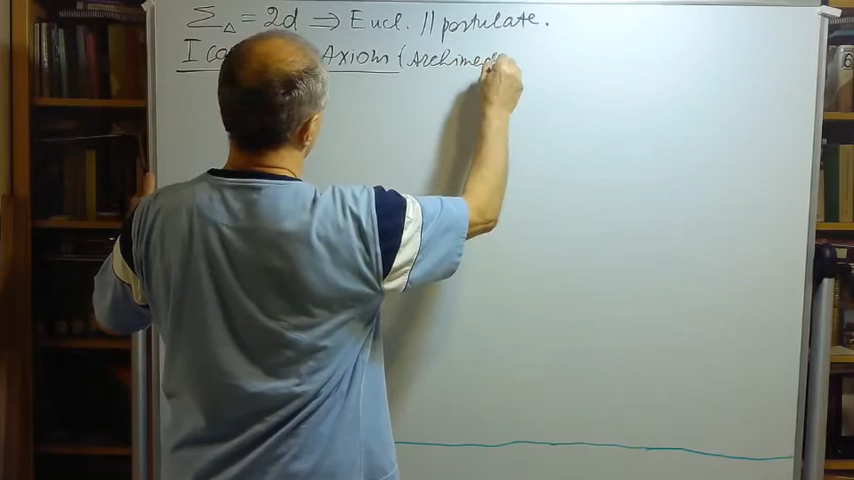 Σ△ = 2d ⇒ Eucl. // postulate.
I Axiom (Archimed